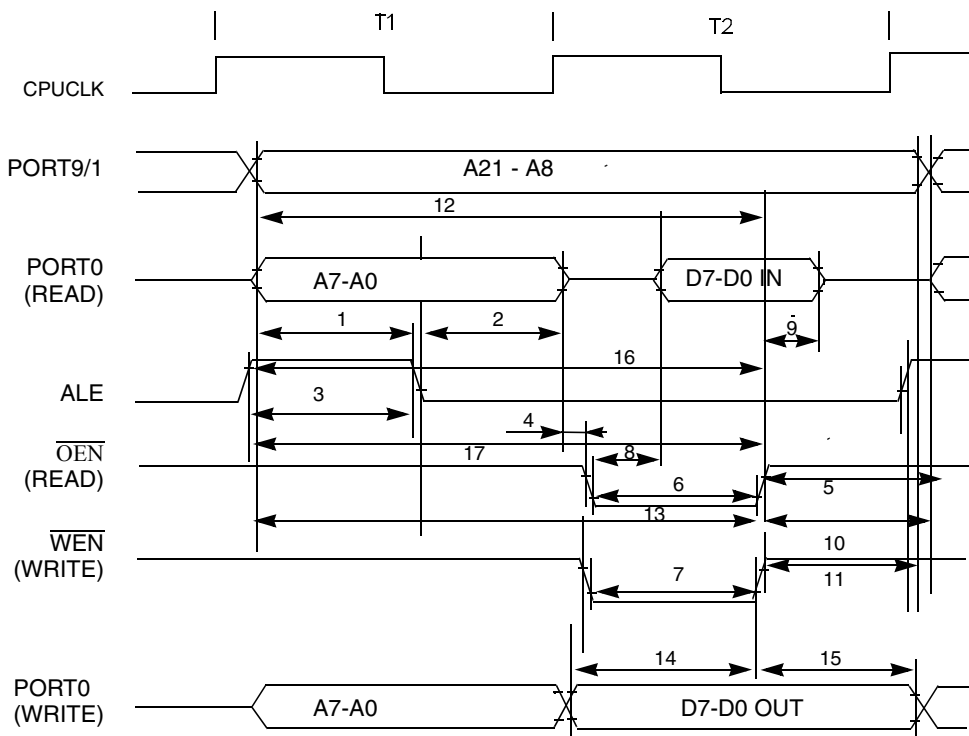 T1 T2
CPUCLK
PORT9/1 A21 - A8
12
PORT0 A7-A0 D7-D0 IN
(READ)
1 2 9
16
ALE
3
4
OEN 17 8
(READ) 6 5
13
WEN 10
(WRITE) 7 11
14 15
PORT0 A7-A0 D7-D0 OUT
(WRITE)